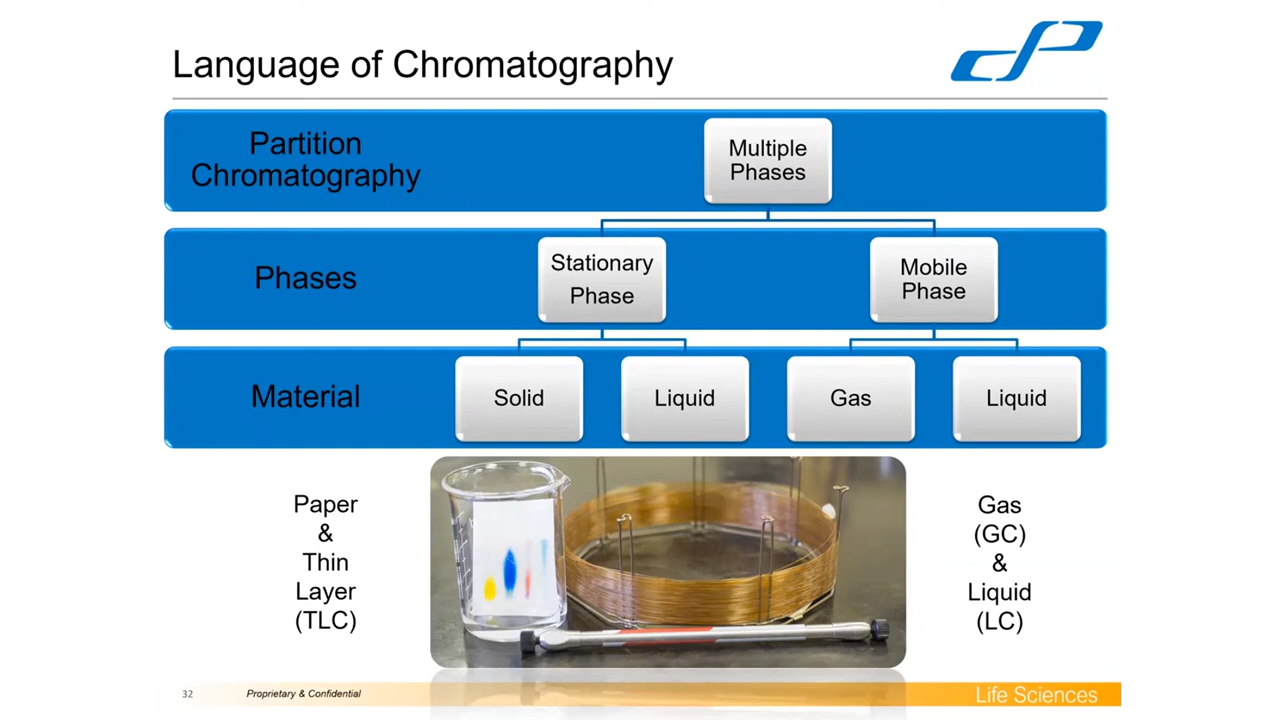 Language of Chromatography
Partition
Chromatography
Multiple
Phases
Phases
Stationary
Phase
Mobile
Phase
Material
Solid
Liquid
Gas
Liquid
Paper
&
Thin
Layer
(TLC)
Gas
(GC)
&
Liquid
(LC)
32
Proprietary & Confidential
Life Sciences